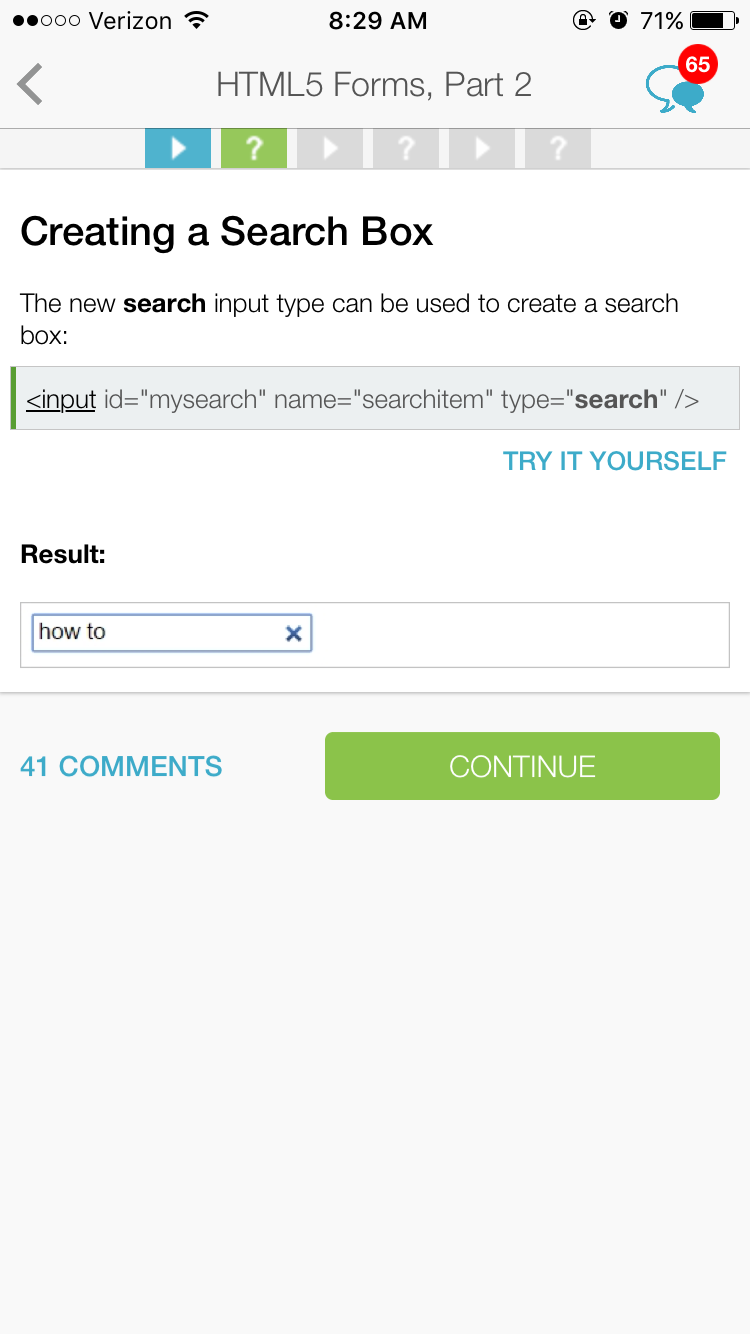 Verizon 8:29 AM 71%
HTML5 Forms, Part 2
65
? ? ?
Creating a Search Box
The new search input type can be used to create a search
box:
<input id="mysearch" name="searchitem" type="search" />
TRY IT YOURSELF
Result:
how to
41 COMMENTS CONTINUE